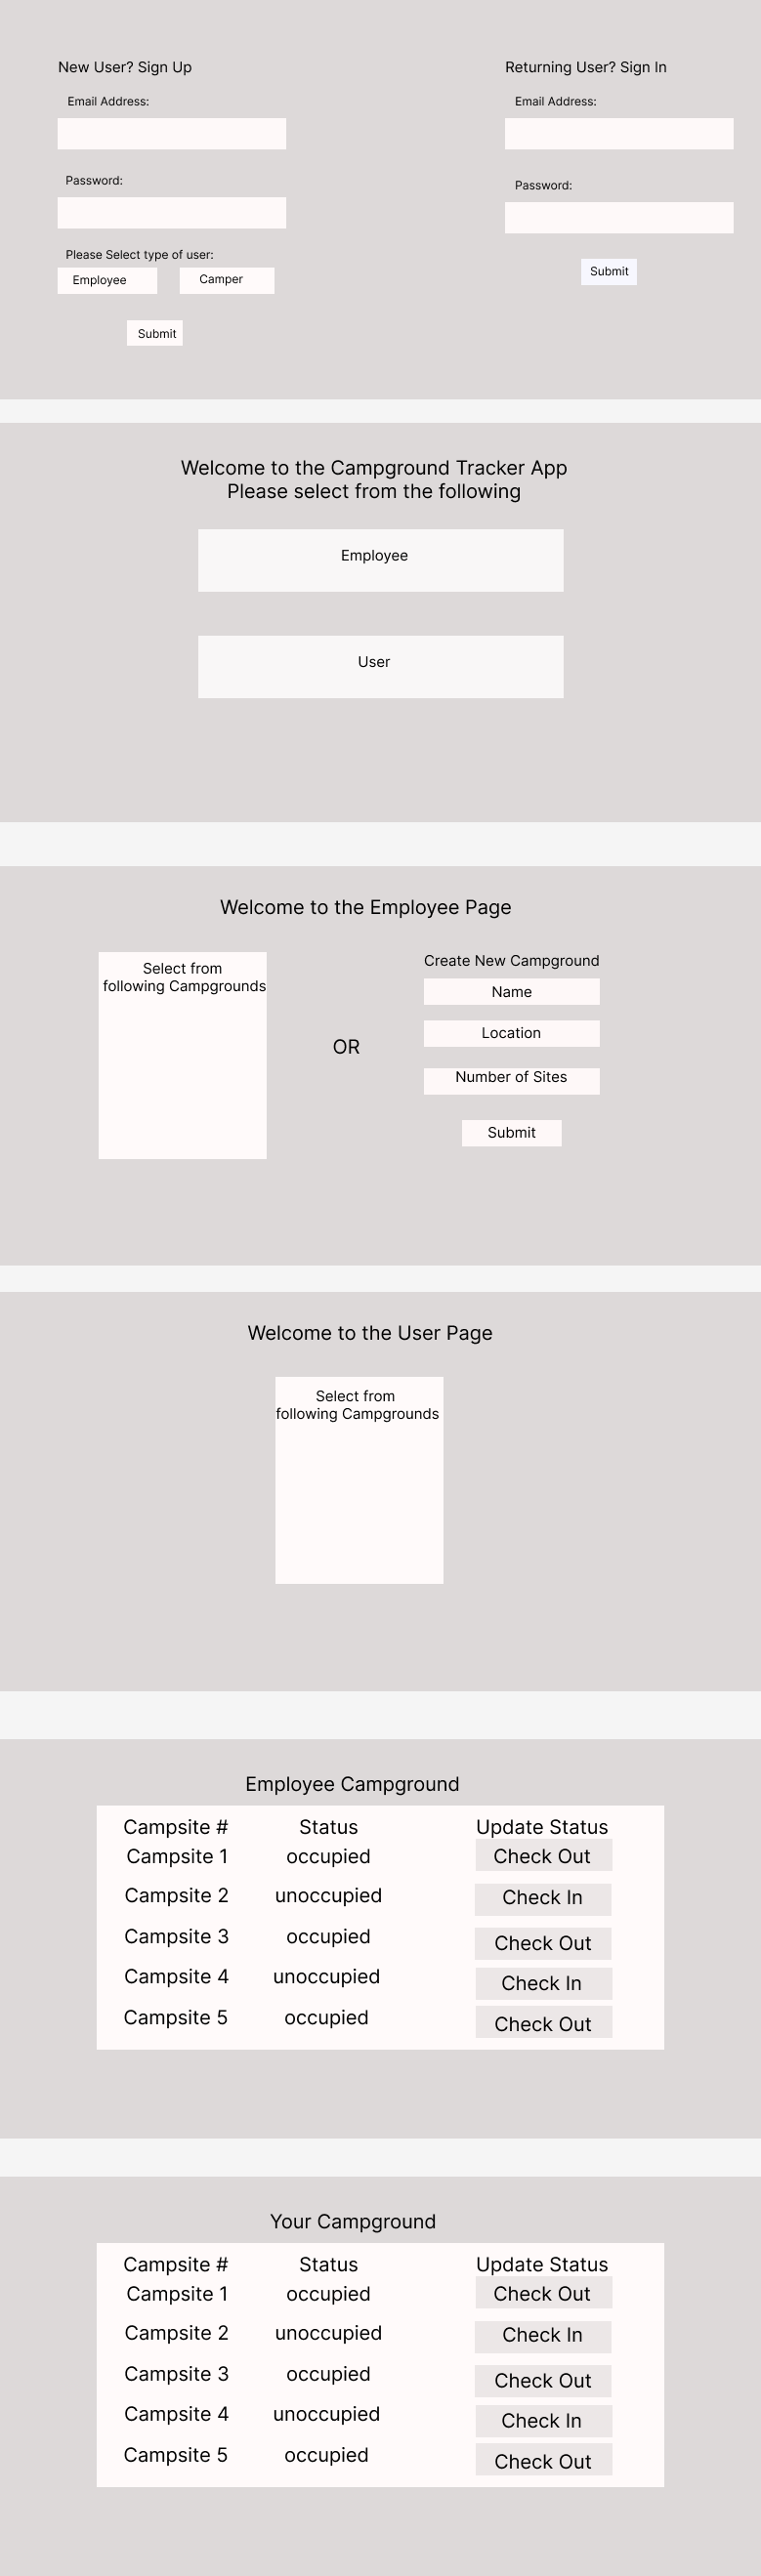 New User? Sign Up
Email Address:
Password:
Please Select type of user:
Employee Camper
Submit
Returning User? Sign In
Email Address:
Password:
Submit
Welcome to the Campground Tracker App
Please select from the following
Employee
User
Welcome to the Employee Page
Select from
following Campgrounds
OR
Create New Campground
Name
Location
Number of Sites
Submit
Welcome to the User Page
Select from
following Campgrounds
Employee Campground
Campsite # Status Update Status
Campsite 1 occupied Check Out
Campsite 2 unoccupied Check In
Campsite 3 occupied Check Out
Campsite 4 unoccupied Check In
Campsite 5 occupied Check Out
Your Campground
Campsite # Status Update Status
Campsite 1 occupied Check Out
Campsite 2 unoccupied Check In
Campsite 3 occupied Check Out
Campsite 4 unoccupied Check In
Campsite 5 occupied Check Out